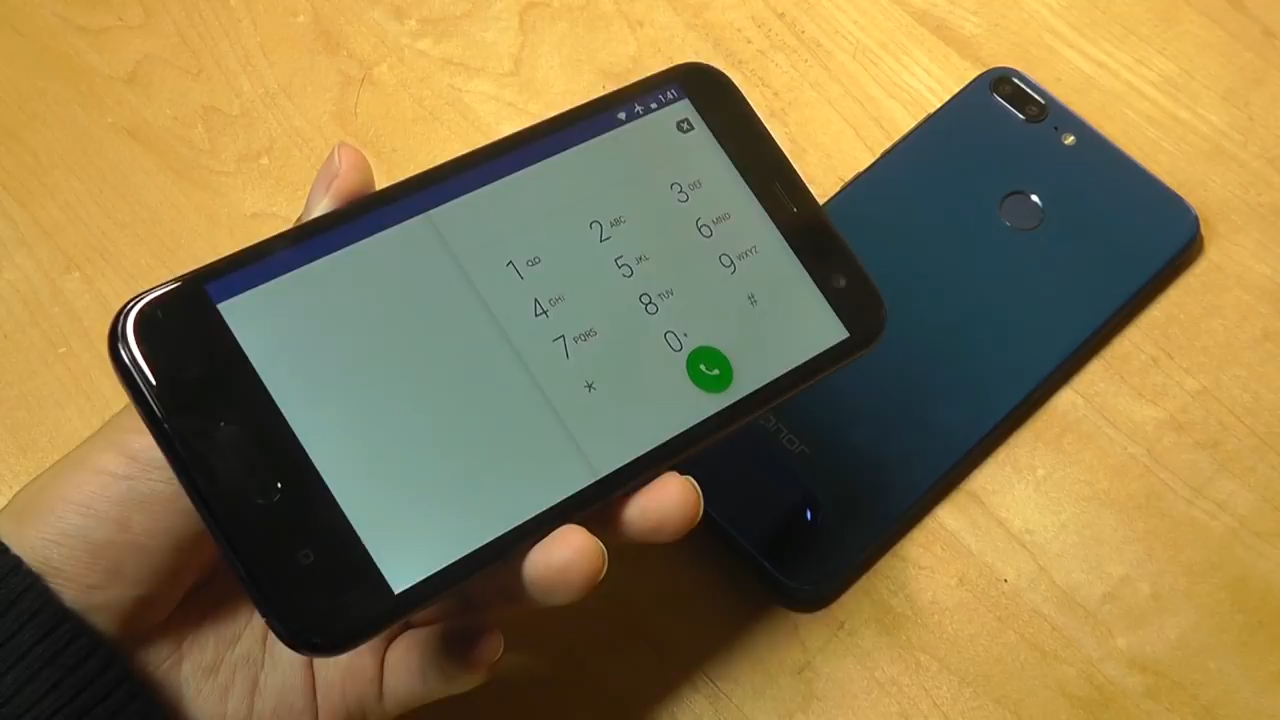 1:41
1
2 ABC
3 DEF
4 GHI
5 JKL
6 MNO
7 PQRS
8 TUV
9 WXYZ
*
0 +
#
honor